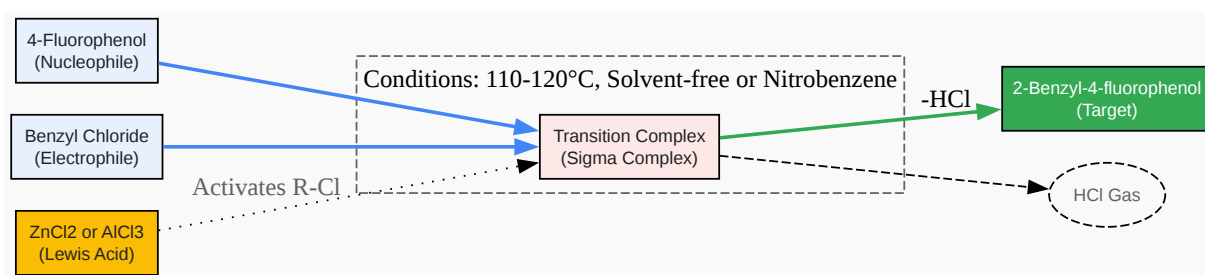 4-Fluorophenol
(Nucleophile)
Conditions: 110-120°C, Solvent-free or Nitrobenzene
2-Benzyl-4-fluorophenol
(Target)
-HCl
Benzyl Chloride
(Electrophile)
Transition Complex
(Sigma Complex)
Activates R-Cl
HCl Gas
ZnCl2 or AlCl3
(Lewis Acid)